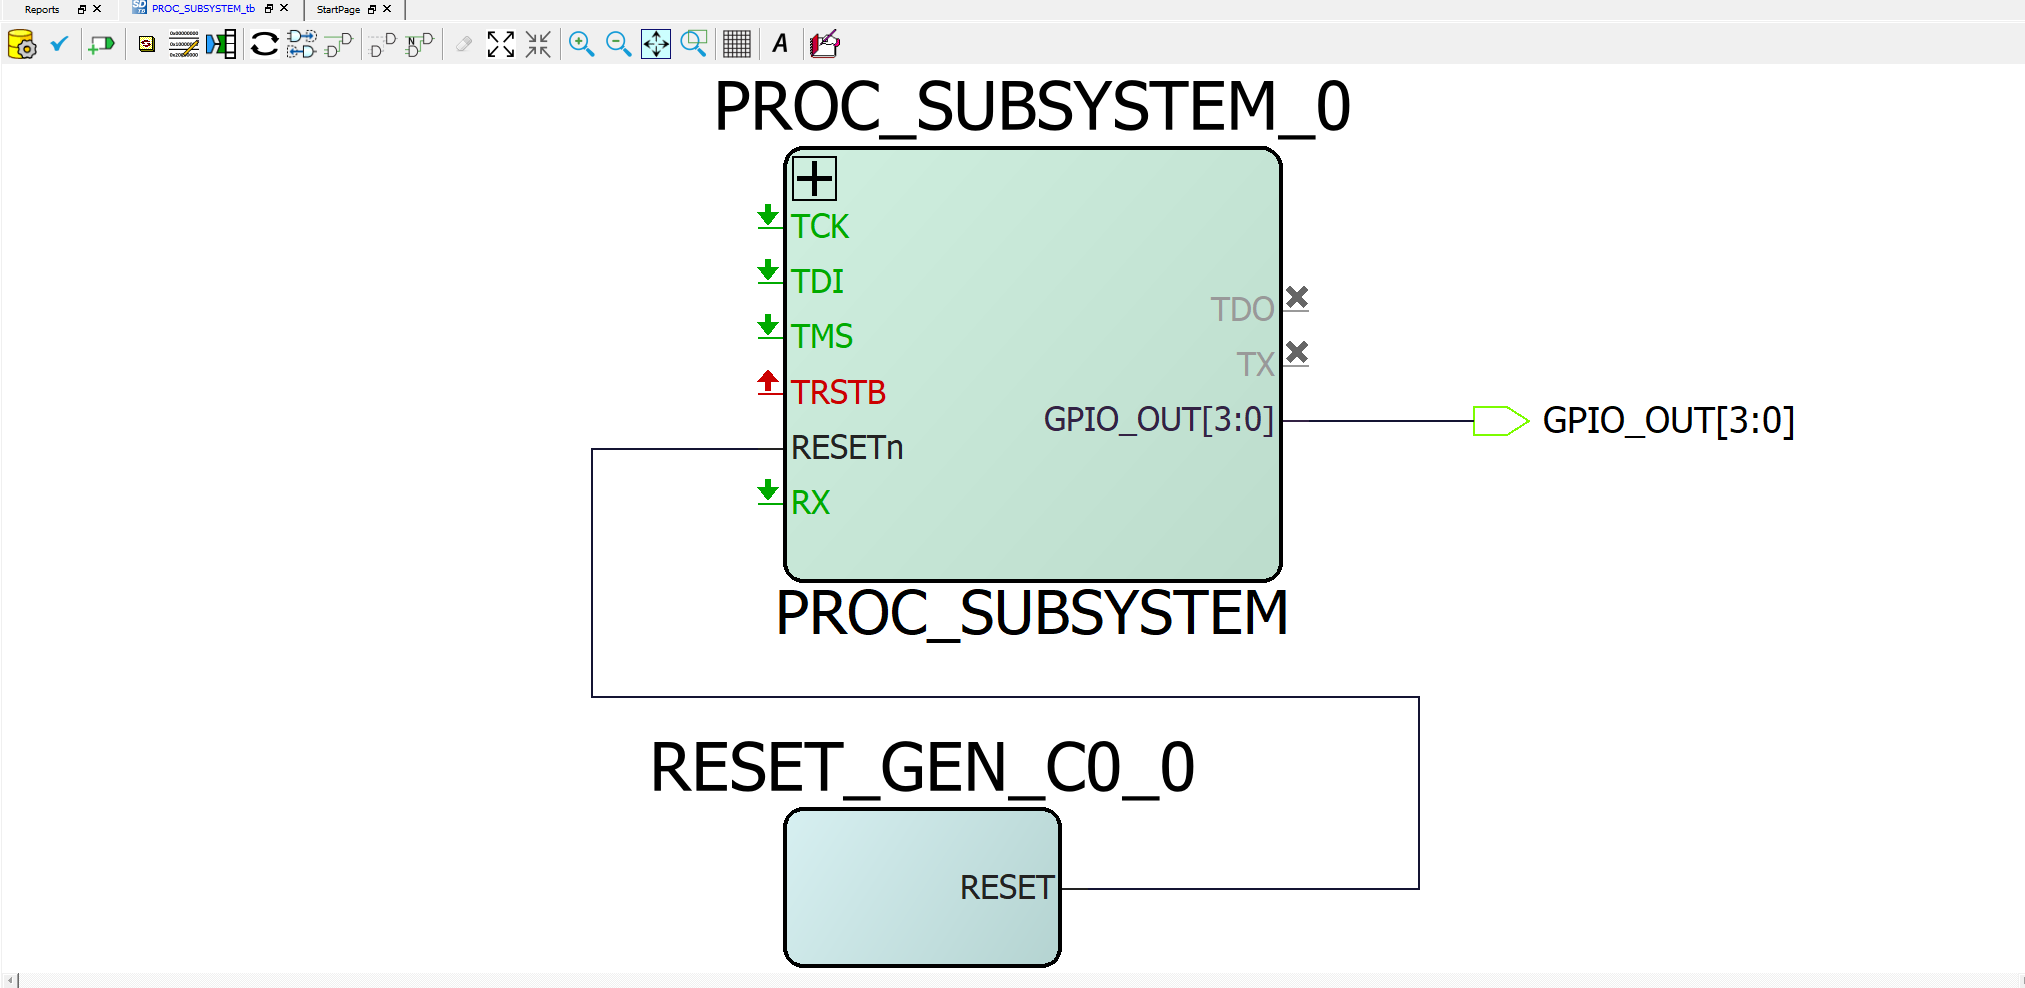 Reports
PROC_SUBSYSTEM_tb
StartPage
PROC_SUBSYSTEM_0
TCK
TDI
TMS
TRSTB
RESETn
RX
TDO
TX
GPIO_OUT[3:0]
GPIO_OUT[3:0]
PROC_SUBSYSTEM
RESET_GEN_C0_0
RESET